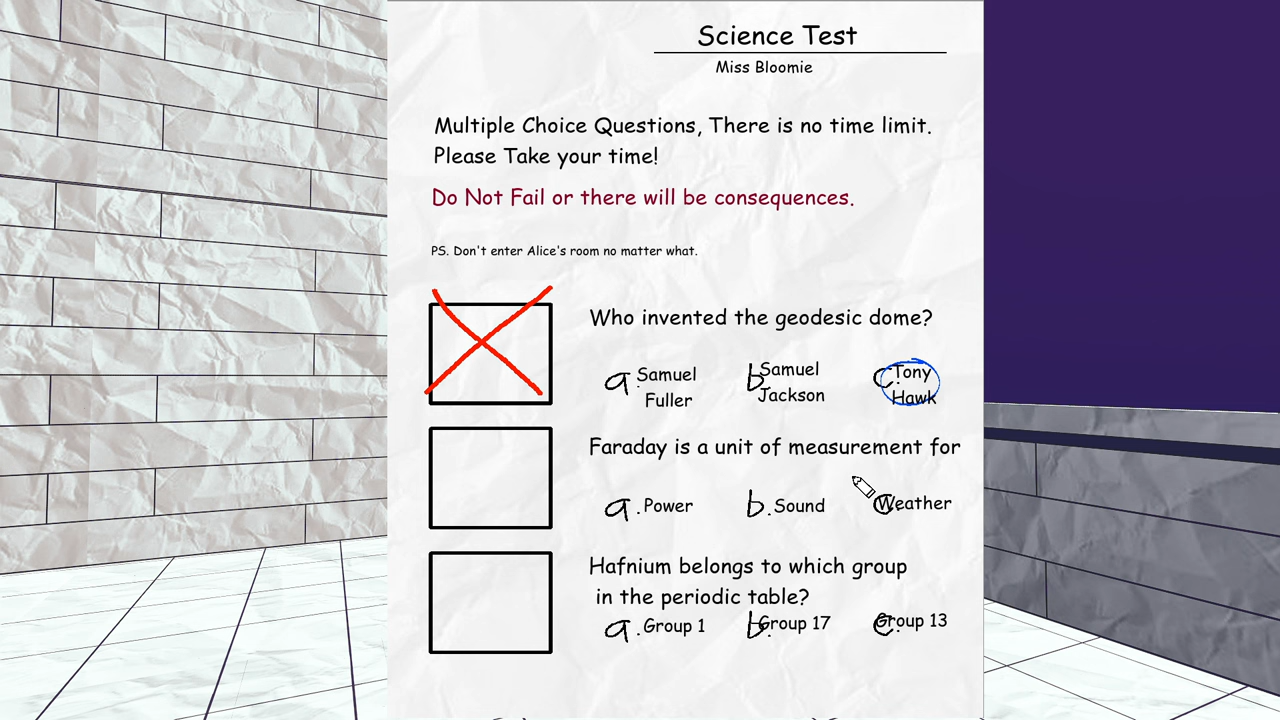 Science Test
Miss Bloomie
Multiple Choice Questions, There is no time limit.
Please Take your time!
Do Not Fail or there will be consequences.
PS. Don't enter Alice's room no matter what.
Who invented the geodesic dome?
a. Samuel Fuller b. Samuel Jackson c. Tony Hawk
Faraday is a unit of measurement for
a. Power b. Sound c. Weather
Hafnium belongs to which group
in the periodic table?
a. Group 1 b. Group 17 c. Group 13